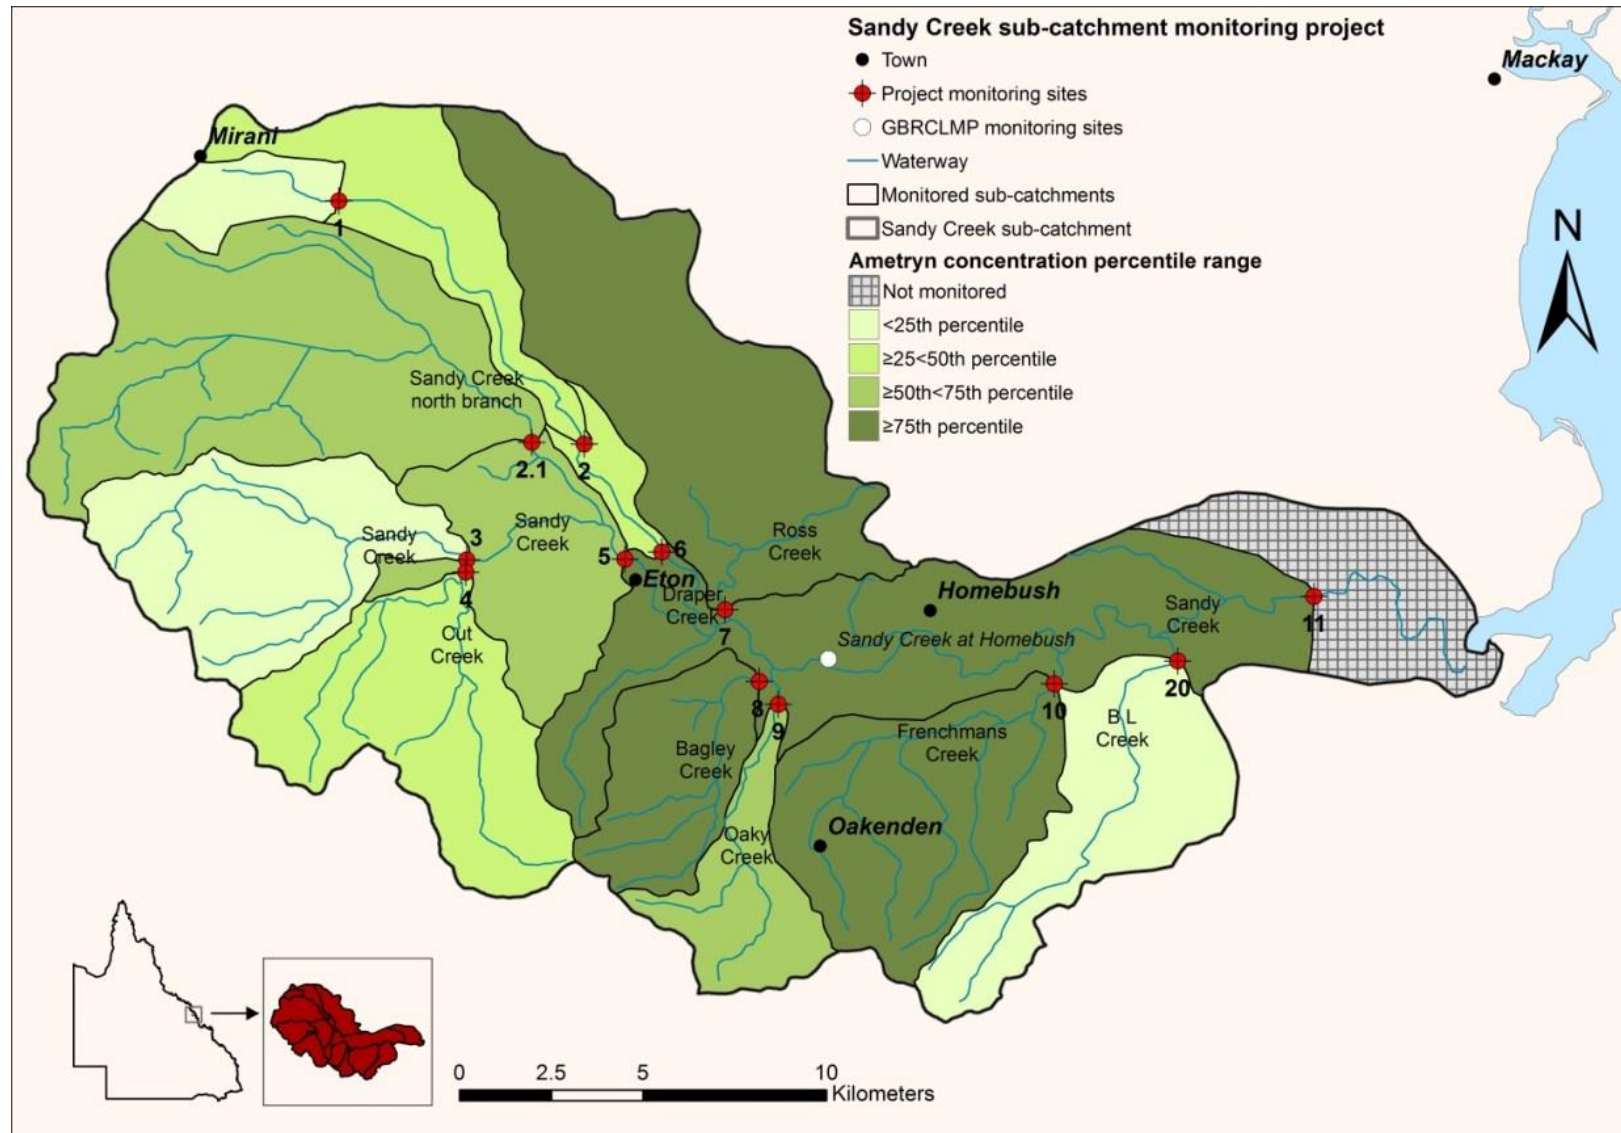 Sandy Creek sub-catchment monitoring project
Town
Project monitoring sites
GBRCLMP monitoring sites
Waterway
Monitored sub-catchments
Sandy Creek sub-catchment
Ametryn concentration percentile range
Not monitored
<25th percentile
≥25<50th percentile
≥50th<75th percentile
≥75th percentile
Mackay
N
Mirani
1
Sandy Creek
north branch
2.1
2
Sandy
Creek
3
Sandy
Creek
4
Cut
Creek
5
6
Eton
Ross
Creek
Draper
Creek
7
Homebush
Sandy Creek at Homebush
Sandy
Creek
11
20
8
9
10
Bagley
Creek
Frenchmans
Creek
B L
Creek
Oaky
Creek
Oakenden
0 2.5 5 10
Kilometers